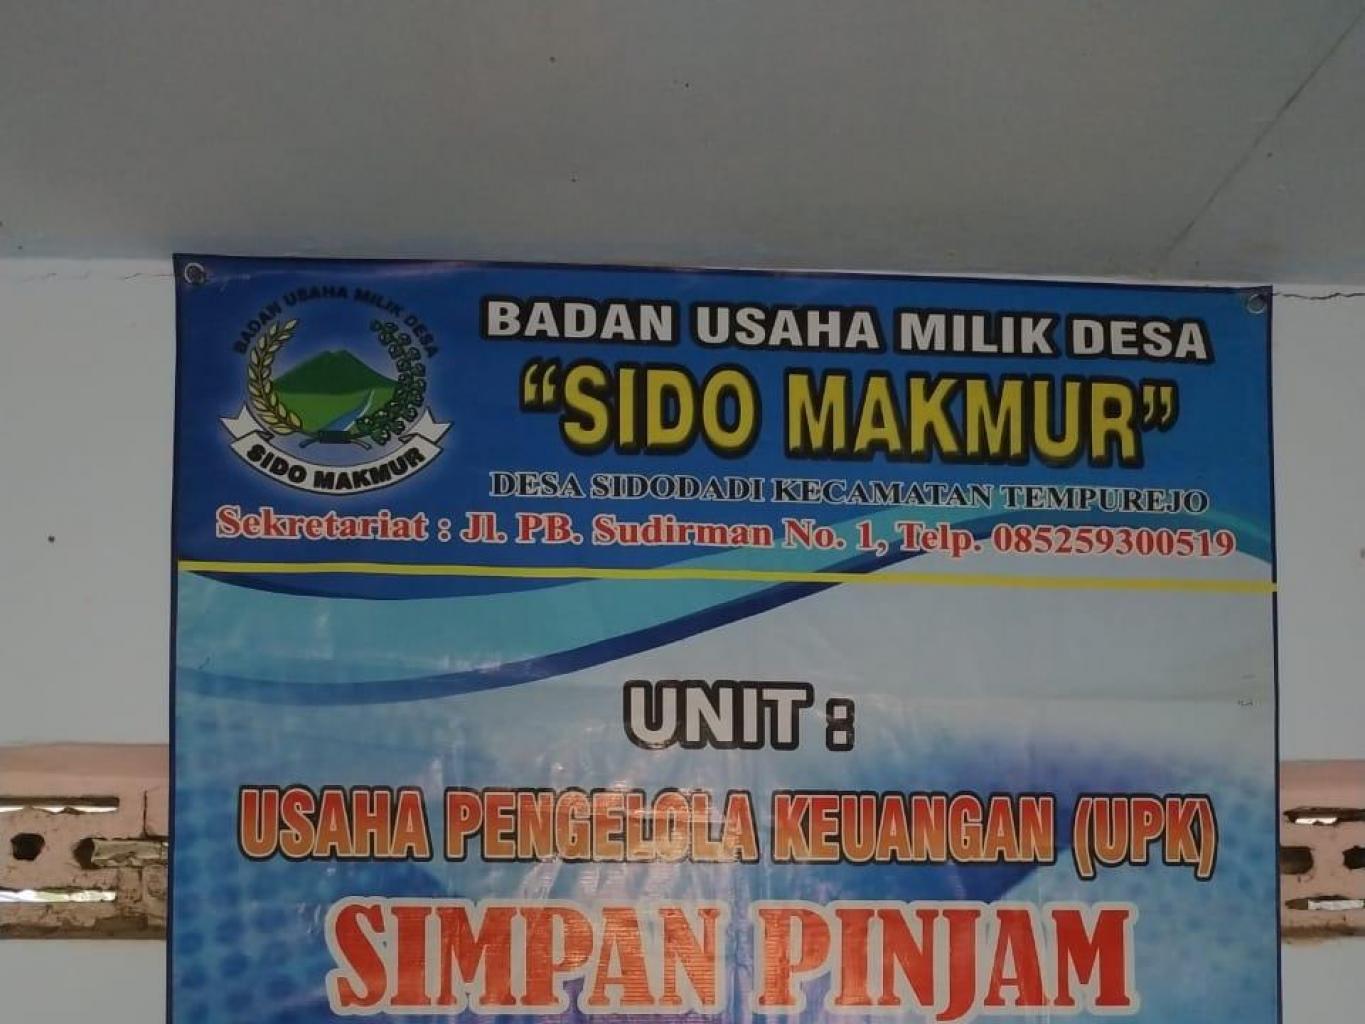 BADAN USAHA MILIK DESA
SIDO MAKMUR
BADAN USAHA MILIK DESA
"SIDO MAKMUR"
DESA SIDODADI KECAMATAN TEMPUREJO
Sekretariat : Jl. PB. Sudirman No. 1, Telp. 085259300519
UNIT :
USAHA PENGELOLA KEUANGAN (UPK)
SIMPAN PINJAM